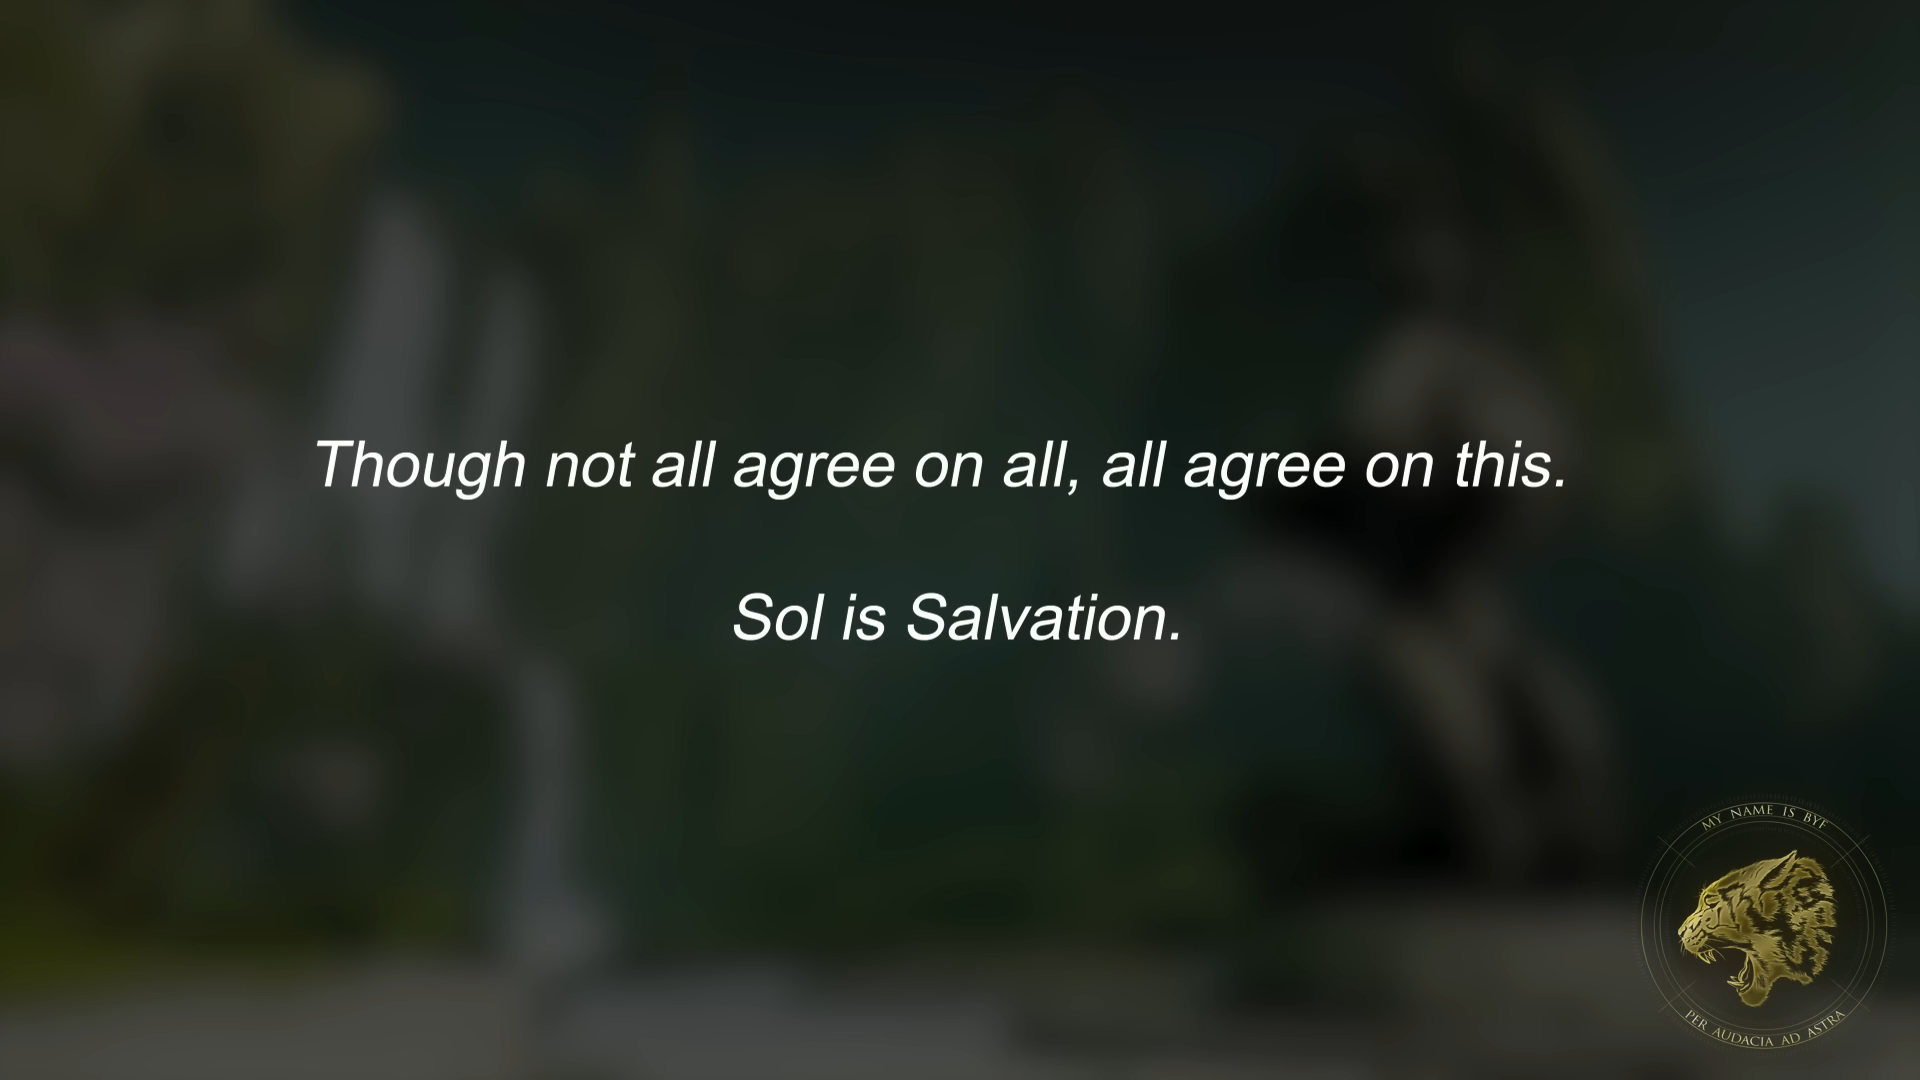 Though not all agree on all, all agree on this.
Sol is Salvation.
MY NAME IS BYF
PER AUDACIA AD ASTRA